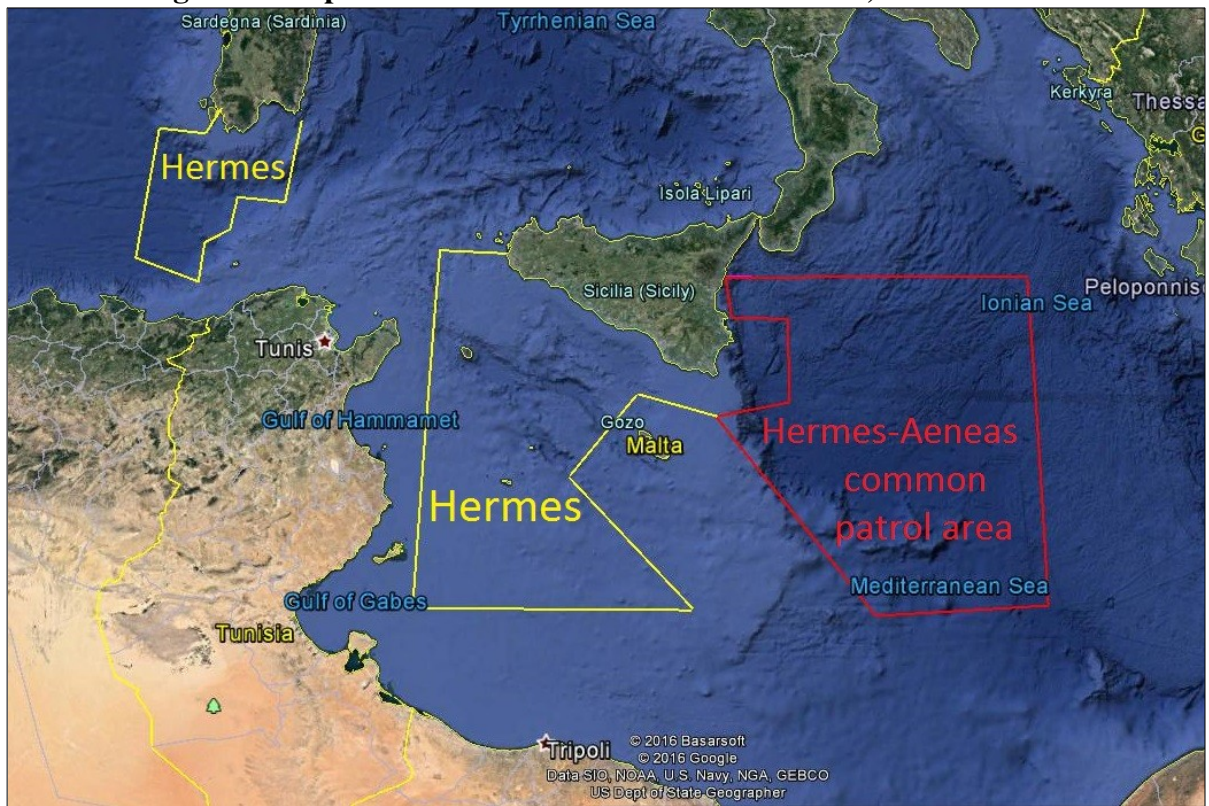 Sardegna (Sardinia)
Tyrrhenian Sea
Kerkyra
Hermes
Isola Lipari
Sicilia (Sicily)
Ionian Sea
Tunis
Gulf of Hammamet
Gozo
Malta
Hermes-Aeneas
common
patrol area
Hermes
Mediterranean Sea
Gulf of Gabes
Tunisia
Tripoli
© 2016 Basarsoft
© 2016 Google
Data SIO, NOAA, U.S. Navy, NGA, GEBCO
US Dept of State Geographer